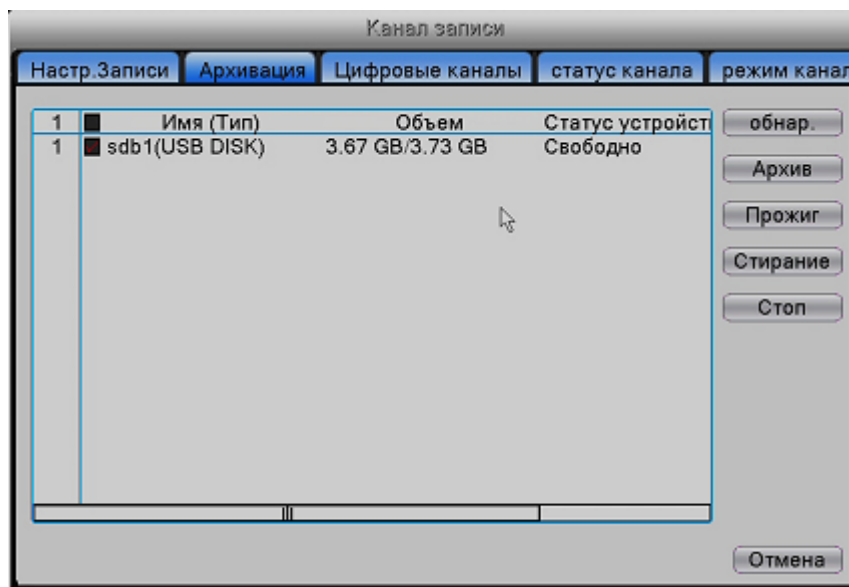 Канал записи
Настр.Записи Архивация Цифровые каналы статус канала режим канал
1 Имя (Тип) Объем Статус устройст обнар.
1 sdb1(USB DISK) 3.67 GB/3.73 GB Свободно
Архив
Прожиг
Стирание
Стоп
Отмена